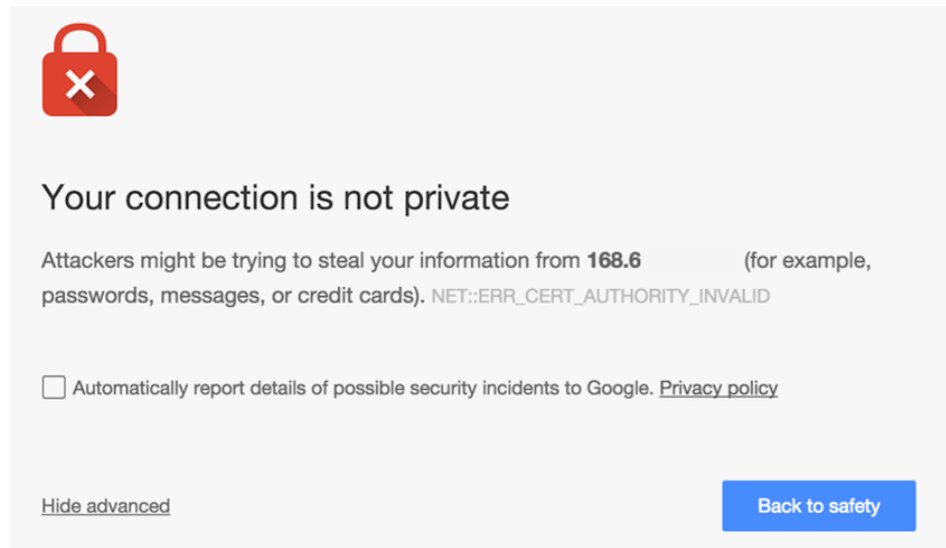 Your connection is not private
Attackers might be trying to steal your information from 168.6 (for example,
passwords, messages, or credit cards). NET::ERR_CERT_AUTHORITY_INVALID
Automatically report details of possible security incidents to Google. Privacy policy
Hide advanced
Back to safety